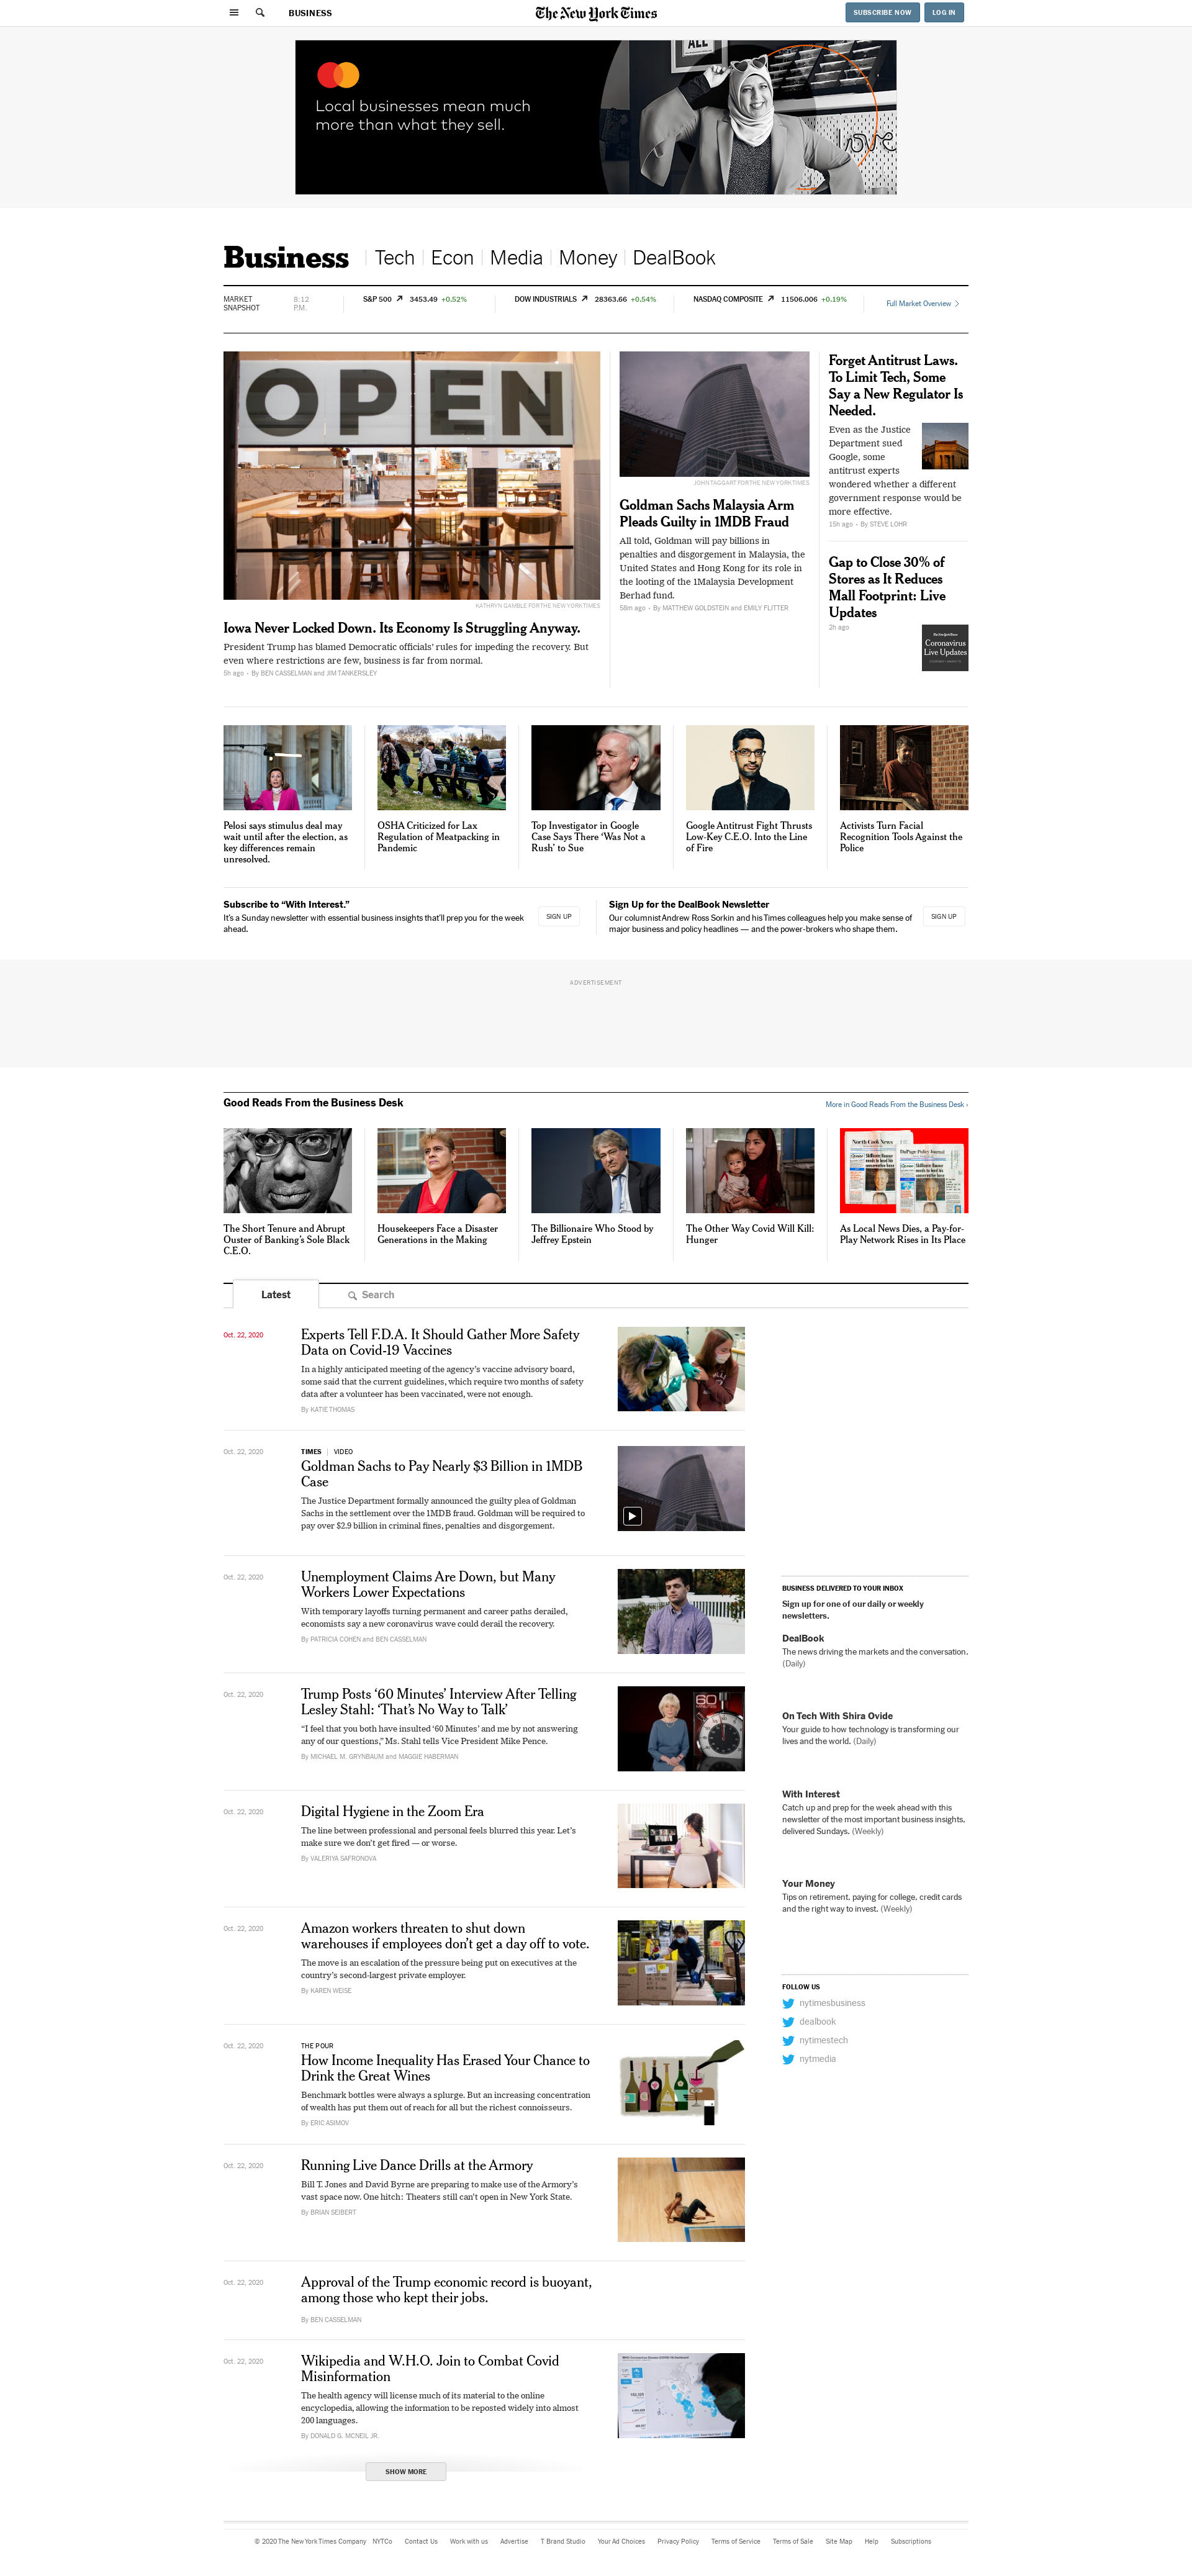 BUSINESS
The New York Times
SUBSCRIBE NOW
LOG IN
ALL
Local businesses mean much
more than what they sell.
love
Business
Tech
Econ
Media
Money
DealBook
MARKET
SNAPSHOT
8:12
P.M.
S&P 500 3453.49 +0.52%
DOW INDUSTRIALS 28363.66 +0.54%
NASDAQ COMPOSITE 11506.006 +0.19%
Full Market Overview
OPEN
KATHRYN GAMBLE FOR THE NEW YORK TIMES
Iowa Never Locked Down. Its Economy Is Struggling Anyway.
President Trump has blamed Democratic officials' rules for impeding the recovery. But
even where restrictions are few, business is far from normal.
5h ago · By BEN CASSELMAN and JIM TANKERSLEY
JOHN TAGGART FOR THE NEW YORK TIMES
Goldman Sachs Malaysia Arm
Pleads Guilty in 1MDB Fraud
All told, Goldman will pay billions in
penalties and disgorgement in Malaysia, the
United States and Hong Kong for its role in
the looting of the 1Malaysia Development
Berhad fund.
58m ago · By MATTHEW GOLDSTEIN and EMILY FLITTER
Forget Antitrust Laws.
To Limit Tech, Some
Say a New Regulator Is
Needed.
Even as the Justice
Department sued
Google, some
antitrust experts
wondered whether a different
government response would be
more effective.
15h ago · By STEVE LOHR
Gap to Close 30% of
Stores as It Reduces
Mall Footprint: Live
Updates
2h ago
The New York Times
Coronavirus
Live Updates
Pelosi says stimulus deal may
wait until after the election, as
key differences remain
unresolved.
OSHA Criticized for Lax
Regulation of Meatpacking in
Pandemic
Top Investigator in Google
Case Says There ‘Was Not a
Rush’ to Sue
Google Antitrust Fight Thrusts
Low-Key C.E.O. Into the Line
of Fire
Activists Turn Facial
Recognition Tools Against the
Police
Subscribe to “With Interest.”
It's a Sunday newsletter with essential business insights that'll prep you for the week
ahead.
SIGN UP
Sign Up for the DealBook Newsletter
Our columnist Andrew Ross Sorkin and his Times colleagues help you make sense of
major business and policy headlines — and the power-brokers who shape them.
SIGN UP
ADVERTISEMENT
Good Reads From the Business Desk
More in Good Reads From the Business Desk ›
North Cook News
DuPage Policy Journal
The Short Tenure and Abrupt
Ouster of Banking's Sole Black
C.E.O.
Housekeepers Face a Disaster
Generations in the Making
The Billionaire Who Stood by
Jeffrey Epstein
The Other Way Covid Will Kill:
Hunger
As Local News Dies, a Pay-for-
Play Network Rises in Its Place
Latest
Search
Oct. 22, 2020
Experts Tell F.D.A. It Should Gather More Safety
Data on Covid-19 Vaccines
In a highly anticipated meeting of the agency's vaccine advisory board,
some said that the current guidelines, which require two months of safety
data after a volunteer has been vaccinated, were not enough.
By KATIE THOMAS
Oct. 22, 2020
TIMES | VIDEO
Goldman Sachs to Pay Nearly $3 Billion in 1MDB
Case
The Justice Department formally announced the guilty plea of Goldman
Sachs in the settlement over the 1MDB fraud. Goldman will be required to
pay over $2.9 billion in criminal fines, penalties and disgorgement.
Oct. 22, 2020
Unemployment Claims Are Down, but Many
Workers Lower Expectations
With temporary layoffs turning permanent and career paths derailed,
economists say a new coronavirus wave could derail the recovery.
By PATRICIA COHEN and BEN CASSELMAN
Oct. 22, 2020
Trump Posts ‘60 Minutes’ Interview After Telling
Lesley Stahl: ‘That’s No Way to Talk’
“I feel that you both have insulted ‘60 Minutes’ and me by not answering
any of our questions,” Ms. Stahl tells Vice President Mike Pence.
By MICHAEL M. GRYNBAUM and MAGGIE HABERMAN
60
MINUTES
Oct. 22, 2020
Digital Hygiene in the Zoom Era
The line between professional and personal feels blurred this year. Let's
make sure we don't get fired — or worse.
By VALERIYA SAFRONOVA
Oct. 22, 2020
Amazon workers threaten to shut down
warehouses if employees don't get a day off to vote.
The move is an escalation of the pressure being put on executives at the
country's second-largest private employer.
By KAREN WEISE
Oct. 22, 2020
THE POUR
How Income Inequality Has Erased Your Chance to
Drink the Great Wines
Benchmark bottles were always a splurge. But an increasing concentration
of wealth has put them out of reach for all but the richest connoisseurs.
By ERIC ASIMOV
Oct. 22, 2020
Running Live Dance Drills at the Armory
Bill T. Jones and David Byrne are preparing to make use of the Armory's
vast space now. One hitch: Theaters still can't open in New York State.
By BRIAN SEIBERT
Oct. 22, 2020
Approval of the Trump economic record is buoyant,
among those who kept their jobs.
By BEN CASSELMAN
Oct. 22, 2020
Wikipedia and W.H.O. Join to Combat Covid
Misinformation
The health agency will license much of its material to the online
encyclopedia, allowing the information to be reposted widely into almost
200 languages.
By DONALD G. MCNEIL JR.
SHOW MORE
BUSINESS DELIVERED TO YOUR INBOX
Sign up for one of our daily or weekly
newsletters.
DealBook
The news driving the markets and the conversation.
(Daily)
On Tech With Shira Ovide
Your guide to how technology is transforming our
lives and the world. (Daily)
With Interest
Catch up and prep for the week ahead with this
newsletter of the most important business insights,
delivered Sundays. (Weekly)
Your Money
Tips on retirement, paying for college, credit cards
and the right way to invest. (Weekly)
FOLLOW US
nytimesbusiness
dealbook
nytimestech
nytmedia
© 2020 The New York Times Company NYTCo Contact Us Work with us Advertise T Brand Studio Your Ad Choices Privacy Policy Terms of Service Terms of Sale Site Map Help Subscriptions